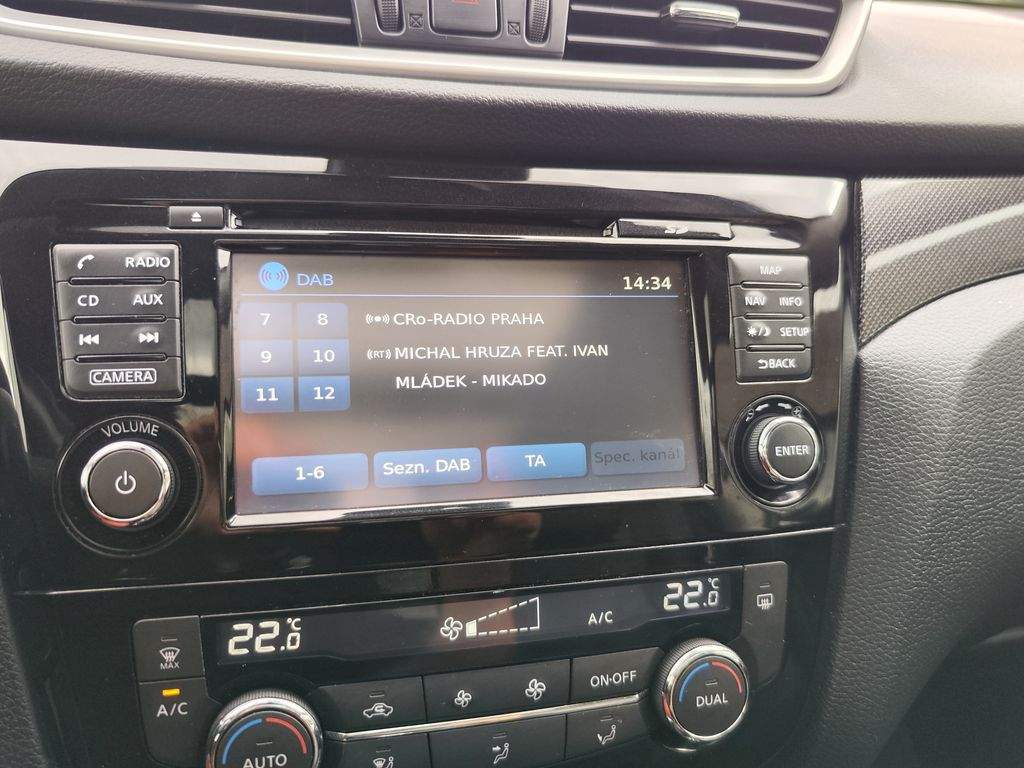 RADIO
CD AUX
CAMERA
VOLUME
SD
DAB 14:34
7 8
9 10
11 12
CRo-RADIO PRAHA
(RT) MICHAL HRUZA FEAT. IVAN
MLÁDEK - MIKADO
1-6 Sezn. DAB TA Spec. kanál
MAP
NAV INFO
SETUP
BACK
ENTER
22.0 °C A/C 22.0 °C
MAX
A/C
ON·OFF
AUTO
DUAL